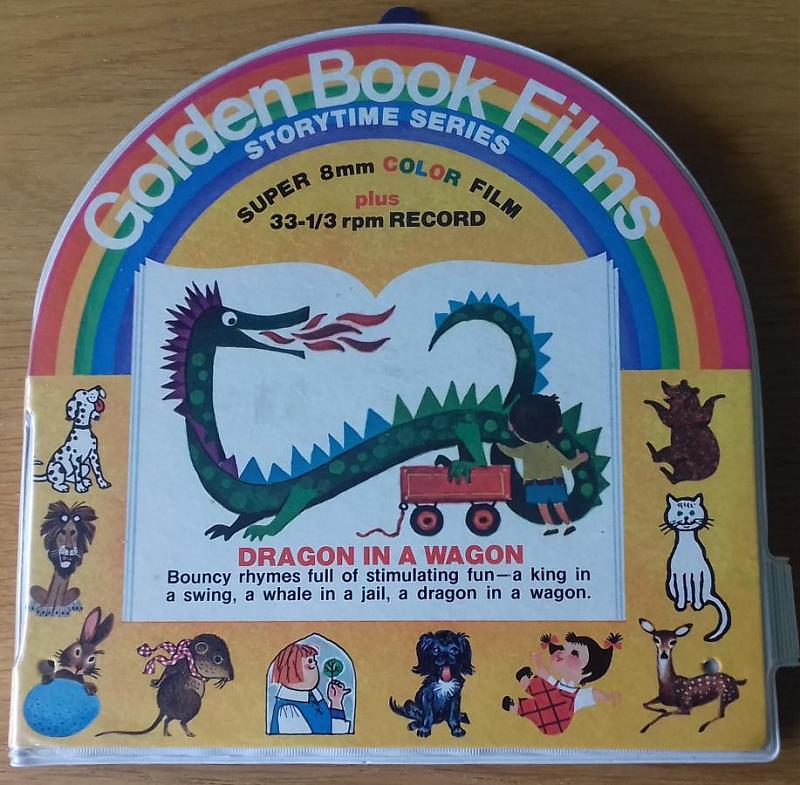 Golden Book Films
STORYTIME SERIES
SUPER 8mm COLOR FILM
plus
33-1/3 rpm RECORD
DRAGON IN A WAGON
Bouncy rhymes full of stimulating fun—a king in
a swing, a whale in a jail, a dragon in a wagon.